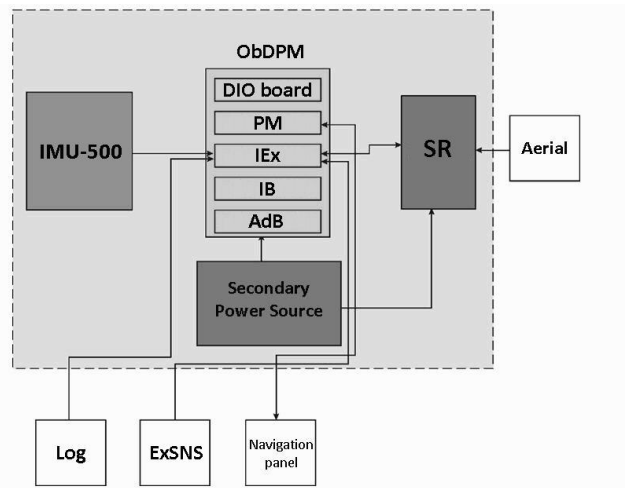 ObDPM
DIO board
PM
IMU-500
IEx
SR
Aerial
IB
AdB
Secondary
Power Source
Log
ExSNS
Navigation
panel